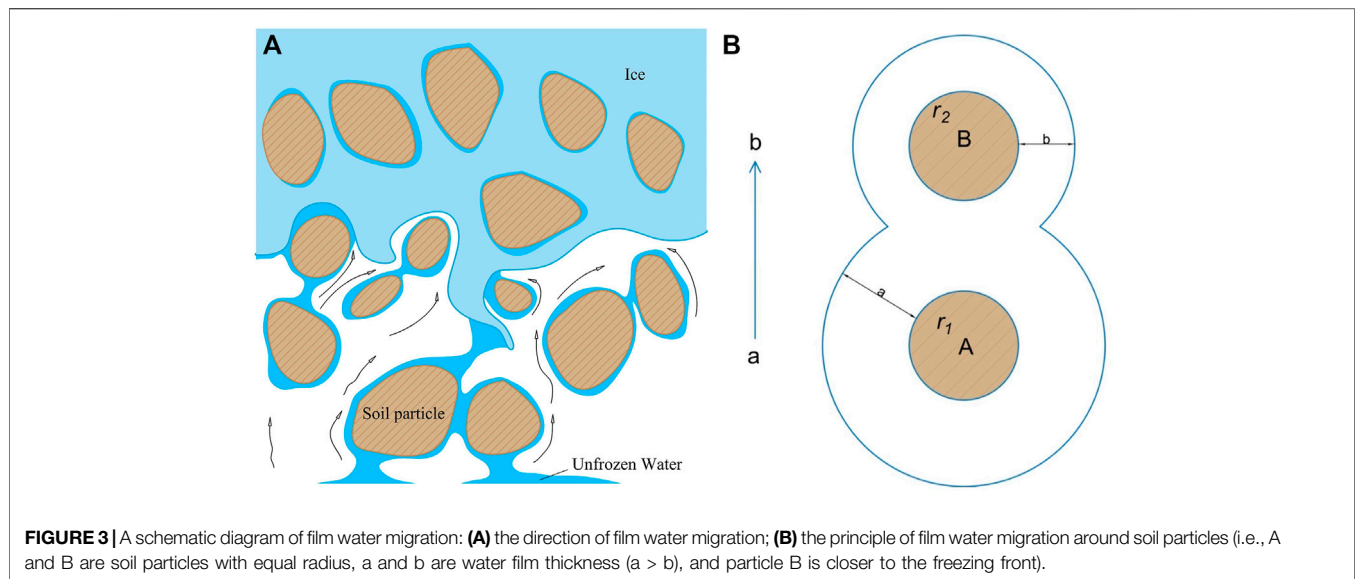 A
Ice
Soil particle
Unfrozen Water
B
b
a
r2
B
b
a
r1
A
FIGURE 3 | A schematic diagram of film water migration: (A) the direction of film water migration; (B) the principle of film water migration around soil particles (i.e., A
and B are soil particles with equal radius, a and b are water film thickness (a > b), and particle B is closer to the freezing front).